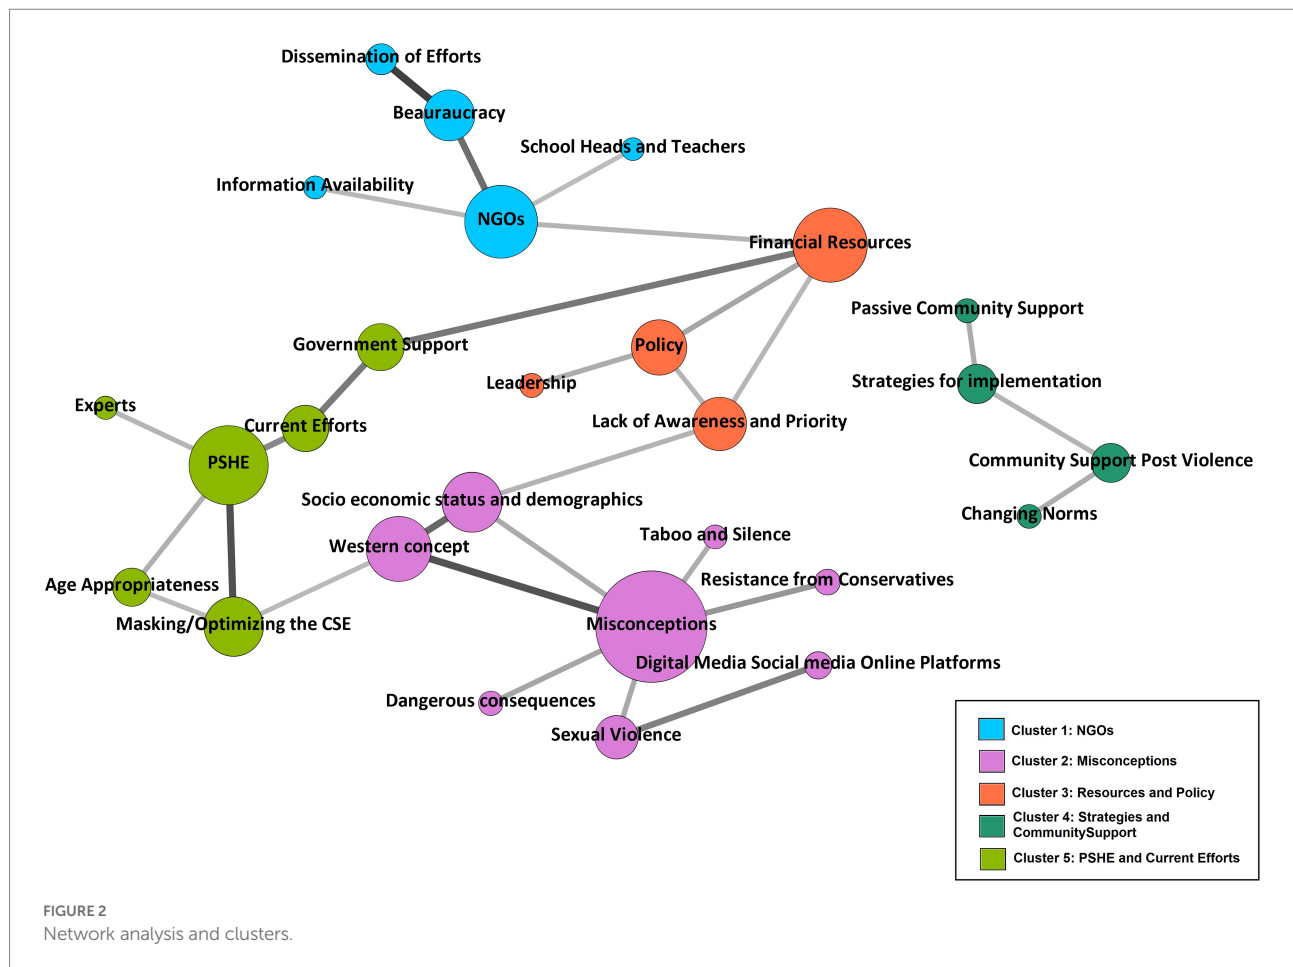 Dissemination of Efforts
Beauraucracy
School Heads and Teachers
Information Availability
NGOs
Financial Resources
Passive Community Support
Government Support
Policy
Leadership
Strategies for implementation
Experts
Current Efforts
Lack of Awareness and Priority
PSHE
Community Support Post Violence
Socio economic status and demographics
Changing Norms
Taboo and Silence
Western concept
Resistance from Conservatives
Age Appropriateness
Masking/Optimizing the CSE
Misconceptions
Digital Media Social media Online Platforms
Dangerous consequences
Sexual Violence
Cluster 1: NGOs
Cluster 2: Misconceptions
Cluster 3: Resources and Policy
Cluster 4: Strategies and
CommunitySupport
Cluster 5: PSHE and Current Efforts
FIGURE 2
Network analysis and clusters.